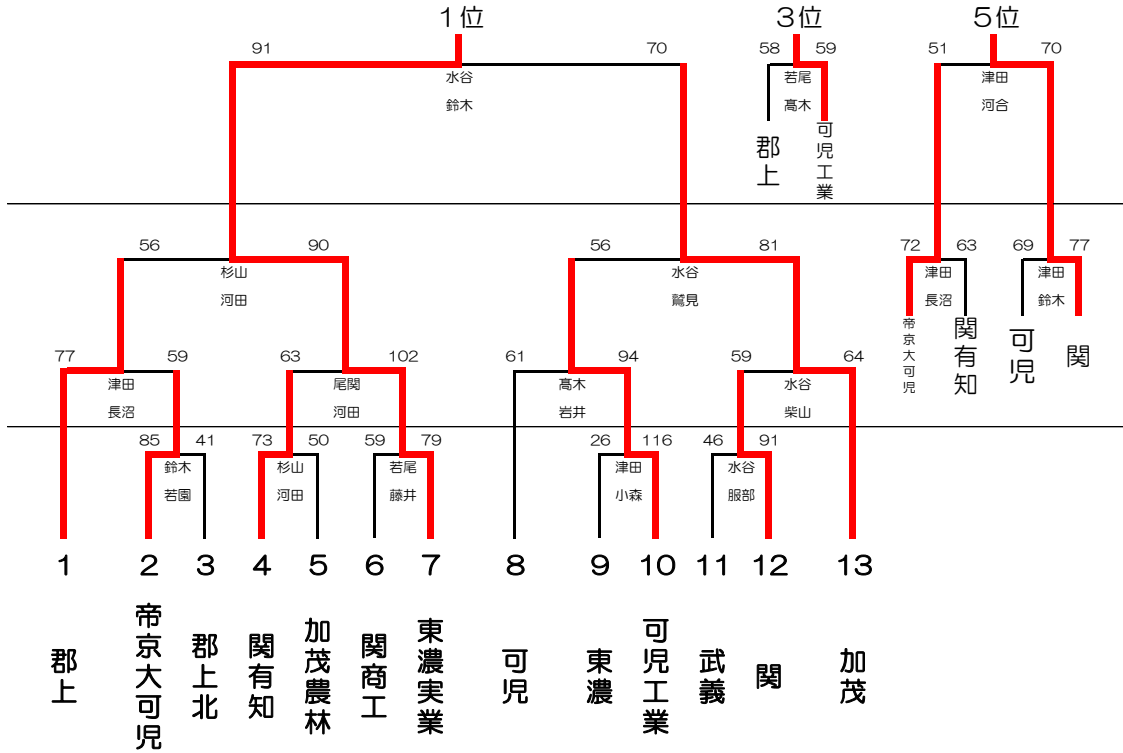 1位 3位 5位
91 70 58 59 51 70
水谷 若尾 津田
鈴木 髙木 河合
郡上 可児工業
56 90 56 81 72 63 69 77
杉山 水谷 津田 津田
河田 鷲見 長沼 鈴木
帝京大可児 関有知 可児 関
77 59 63 102 61 94 59 64
津田 尾関 髙木 水谷
長沼 河田 岩井 柴山
85 41 73 50 59 79 26 116 46 91
鈴木 杉山 若尾 津田 水谷
若園 河田 藤井 小森 服部
1 2 3 4 5 6 7 8 9 10 11 12 13
郡上 帝京大可児 郡上北 関有知 加茂農林 関商工 東濃実業 可児 東濃 可児工業 武義 関 加茂